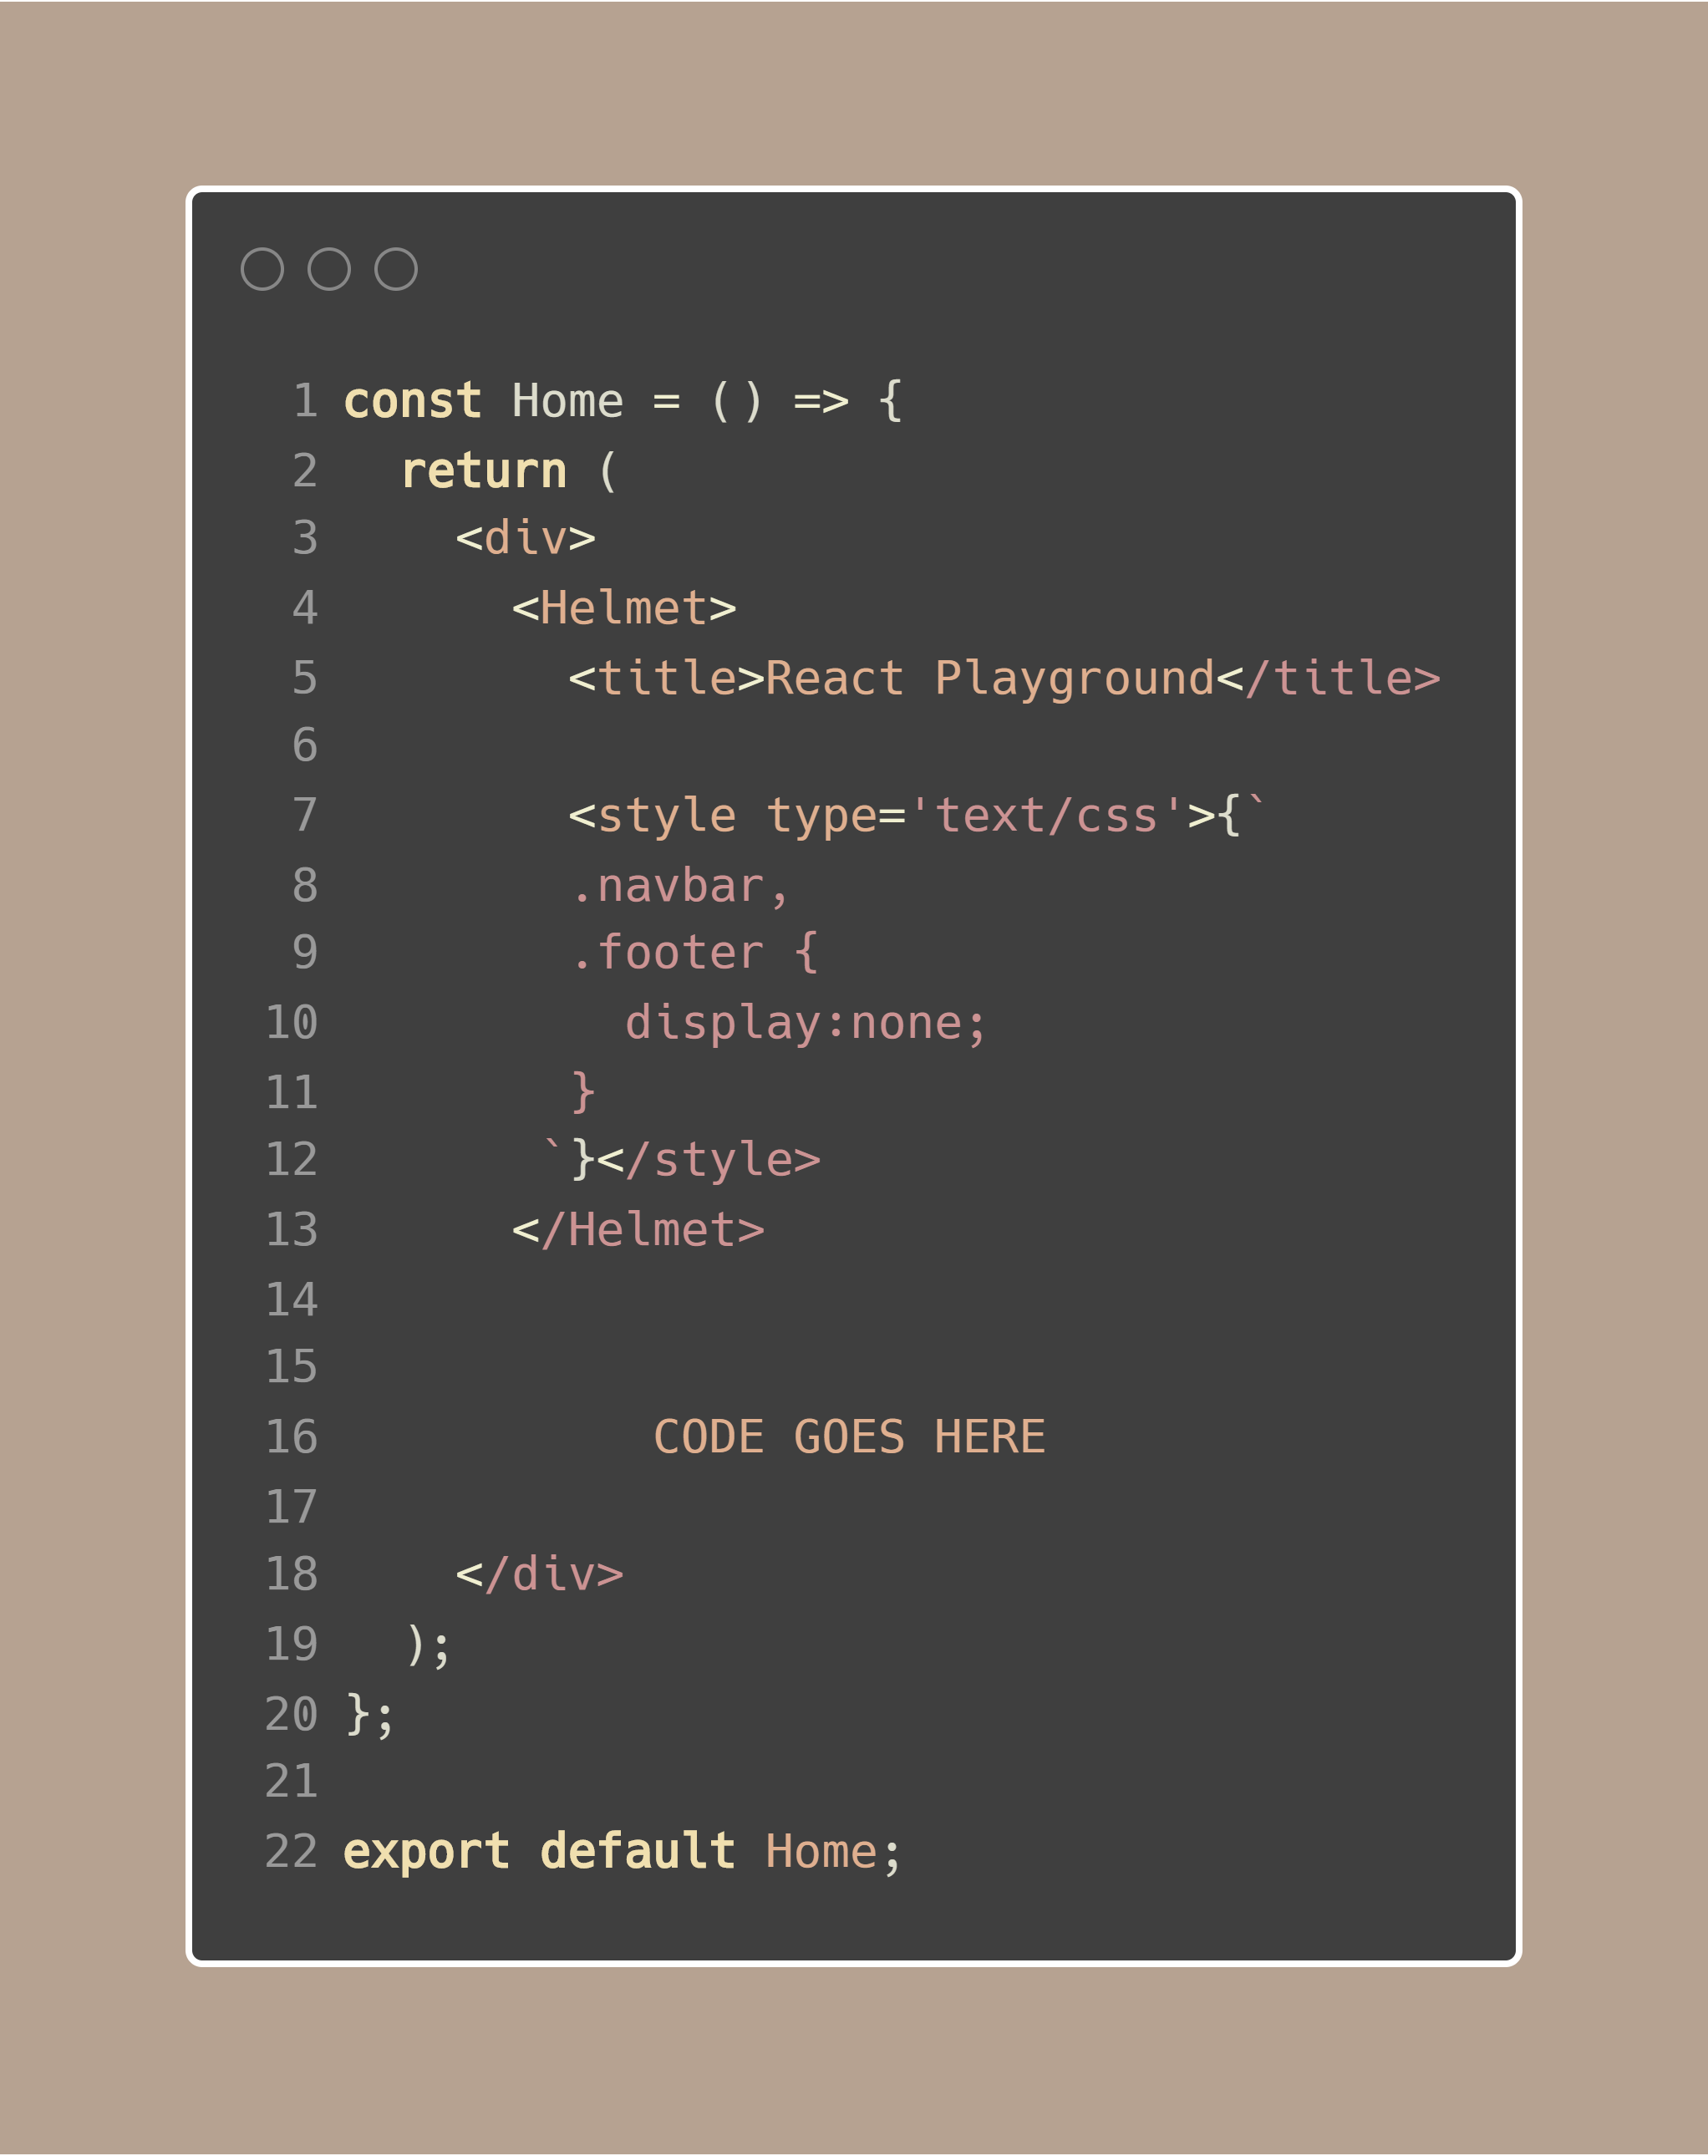 1 const Home = () => {
2   return (
3     <div>
4       <Helmet>
5         <title>React Playground</title>
6
7         <style type='text/css'>{`
8         .navbar,
9         .footer {
10           display:none;
11         }
12        `}</style>
13       </Helmet>
14
15
16            CODE GOES HERE
17
18     </div>
19   );
20 };
21
22 export default Home;